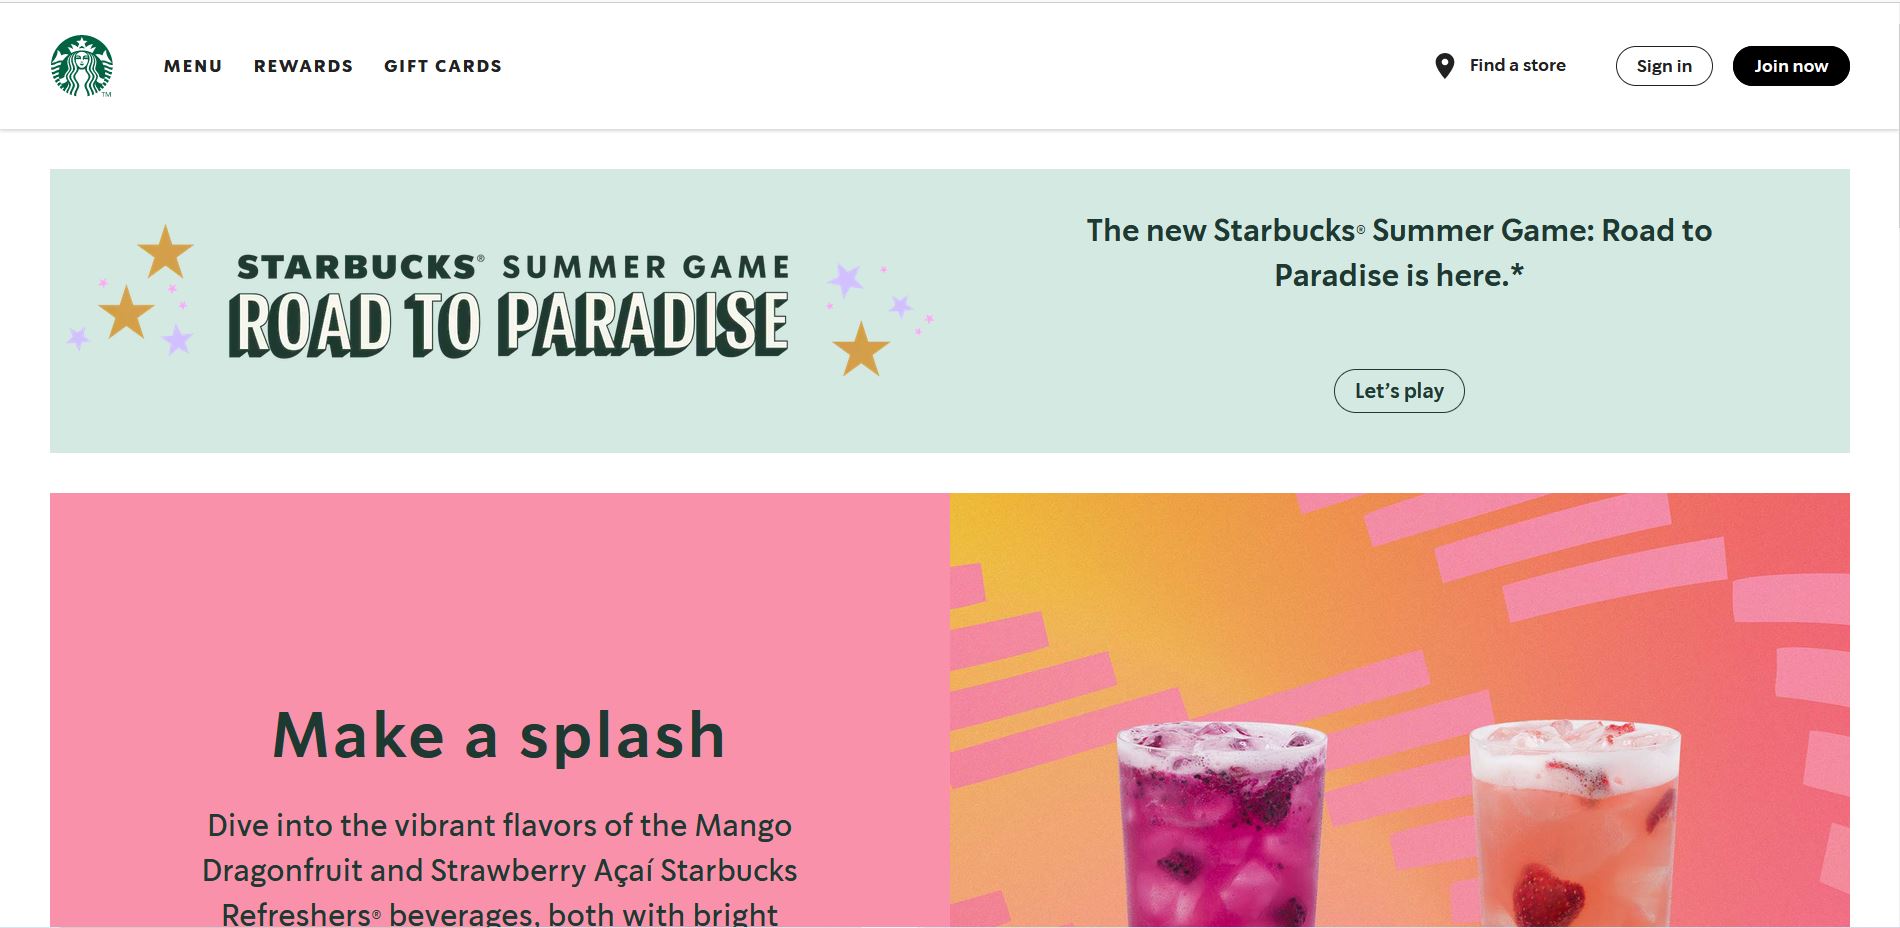 MENU REWARDS GIFT CARDS
Find a store
Sign in
Join now
STARBUCKS® SUMMER GAME
ROAD TO PARADISE
The new Starbucks® Summer Game: Road to
Paradise is here.*
Let’s play
Make a splash
Dive into the vibrant flavors of the Mango
Dragonfruit and Strawberry Açaí Starbucks
Refreshers® beverages, both with bright
TM